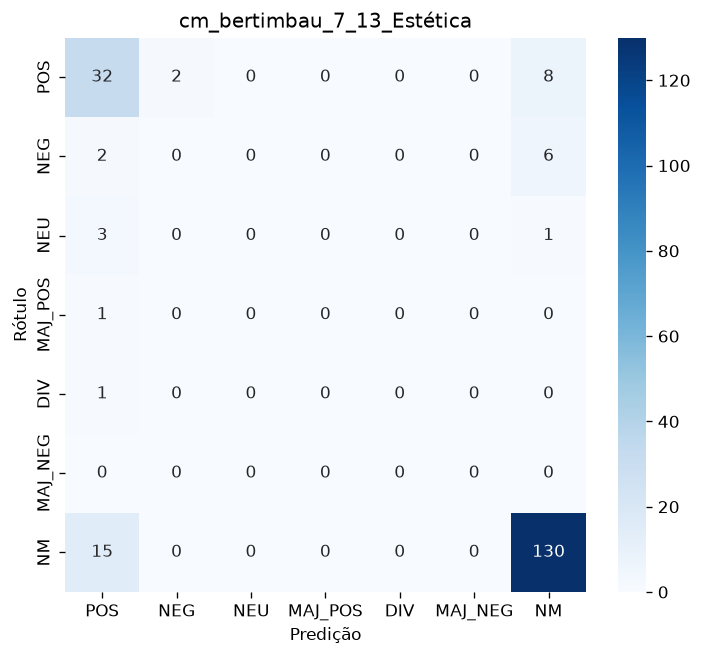 cm_bertimbau_7_13_Estética
POS 32 2 0 0 0 0 8
NEG 2 0 0 0 0 0 6
NEU 3 0 0 0 0 0 1
MAJ_POS 1 0 0 0 0 0 0
DIV 1 0 0 0 0 0 0
MAJ_NEG 0 0 0 0 0 0 0
NM 15 0 0 0 0 0 130
POS NEG NEU MAJ_POS DIV MAJ_NEG NM
Predição
Rótulo
120
100
80
60
40
20
0